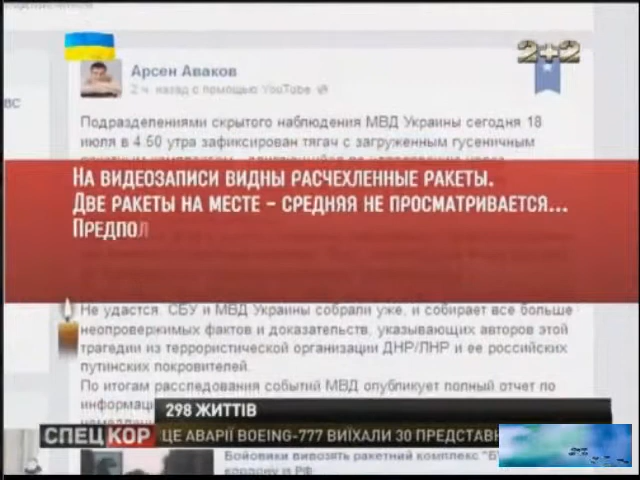 2+2
Арсен Аваков
2 ч. назад с помощью YouTube
ВС
Подразделениями скрытого наблюдения МВД Украины сегодня 18
июля в 4.50 утра зафиксирован тягач с загруженным гусеничным
НА ВИДЕОЗАПИСИ ВИДНЫ РАСЧЕХЛЕННЫЕ РАКЕТЫ.
ДВЕ РАКЕТЫ НА МЕСТЕ – СРЕДНЯЯ НЕ ПРОСМАТРИВАЕТСЯ...
ПРЕДПОЛ
Не удастся. СБУ и МВД Украины собрали уже, и собирает все больше
неопровержимых фактов и доказательств, указывающих авторов этой
трагедии из террористической организации ДНР/ЛНР и ее российских
путинских покровителей.
По итогам расследования событий МВД опубликует полный отчет по
информаци
298 ЖИТТІВ
СПЕЦКОР
ЦЕ АВАРІЇ BOEING-777 ВИЇХАЛИ 30 ПРЕДСТАВН
Бойовики вивозять ракетний комплекс "Б
кордону из РФ